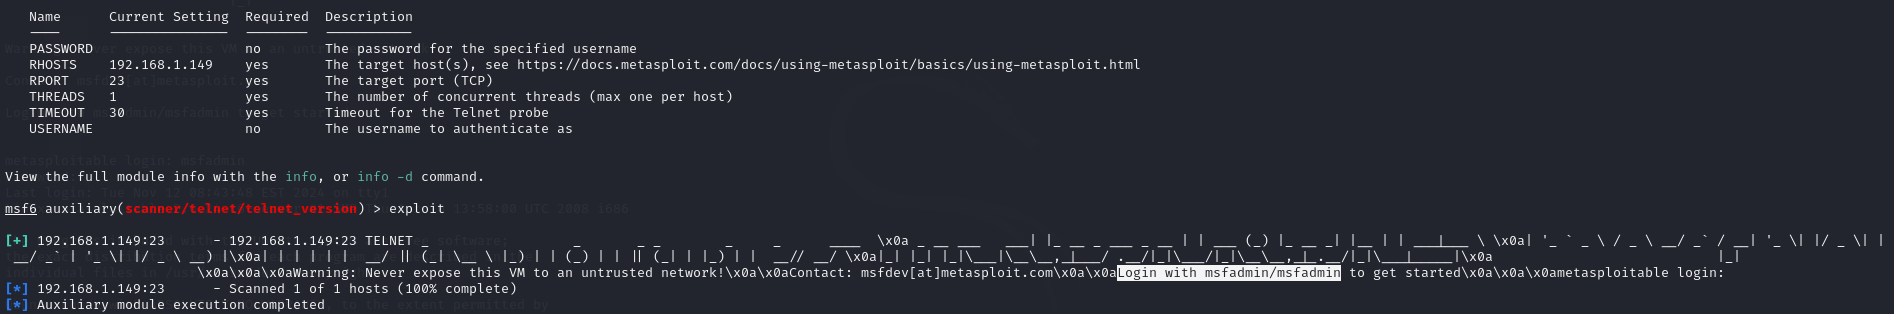 Name Current Setting Required Description
---- --------------- -------- -----------
PASSWORD no The password for the specified username
RHOSTS 192.168.1.149 yes The target host(s), see https://docs.metasploit.com/docs/using-metasploit/basics/using-metasploit.html
RPORT 23 yes The target port (TCP)
THREADS 1 yes The number of concurrent threads (max one per host)
TIMEOUT 30 yes Timeout for the Telnet probe
USERNAME no The username to authenticate as
View the full module info with the info, or info -d command.
msf6 auxiliary(scanner/telnet/telnet_version) > exploit
[+] 192.168.1.149:23 - 192.168.1.149:23 TELNET _ _ _ _ _ _ ____ \x0a _ __ ___ ___| |_ __ _ ___ _ __ | | ___ (_) |_ __ _| |__ | | ___|___ \ \x0a| '_ ` _ \ / _ \ __/ _` / __| '_ \| |/ _ \| |
__/ _` | '_ \| |/ _ \ __) |\x0a| | | | | | __/ || (_| \__ \ |_) | | (_) | | || (_| | |_) | | __// __/ \x0a|_| |_| |_|\___|\__\__,_|___/ .__/|_|\___/|_|\__\__,_|_.__/|_|\___|_____|\x0a |_|
\x0a\x0a\x0aWarning: Never expose this VM to an untrusted network!\x0a\x0aContact: msfdev[at]metasploit.com\x0a\x0aLogin with msfadmin/msfadmin to get started\x0a\x0a\x0ametasploitable login:
[*] 192.168.1.149:23 - Scanned 1 of 1 hosts (100% complete)
[*] Auxiliary module execution completed